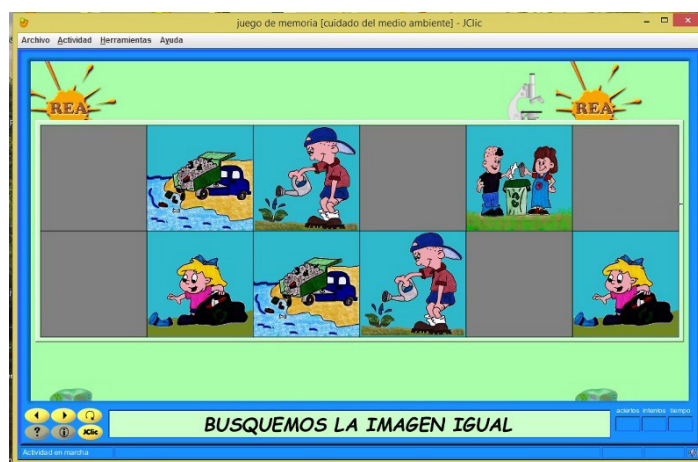 juego de memoria [cuidado del medio ambiente] - JClic
Archivo Actividad Herramientas Ayuda
REA REA
BUSQUEMOS LA IMAGEN IGUAL
aciertos intentos tiempo
? i JClic
Actividad en marcha